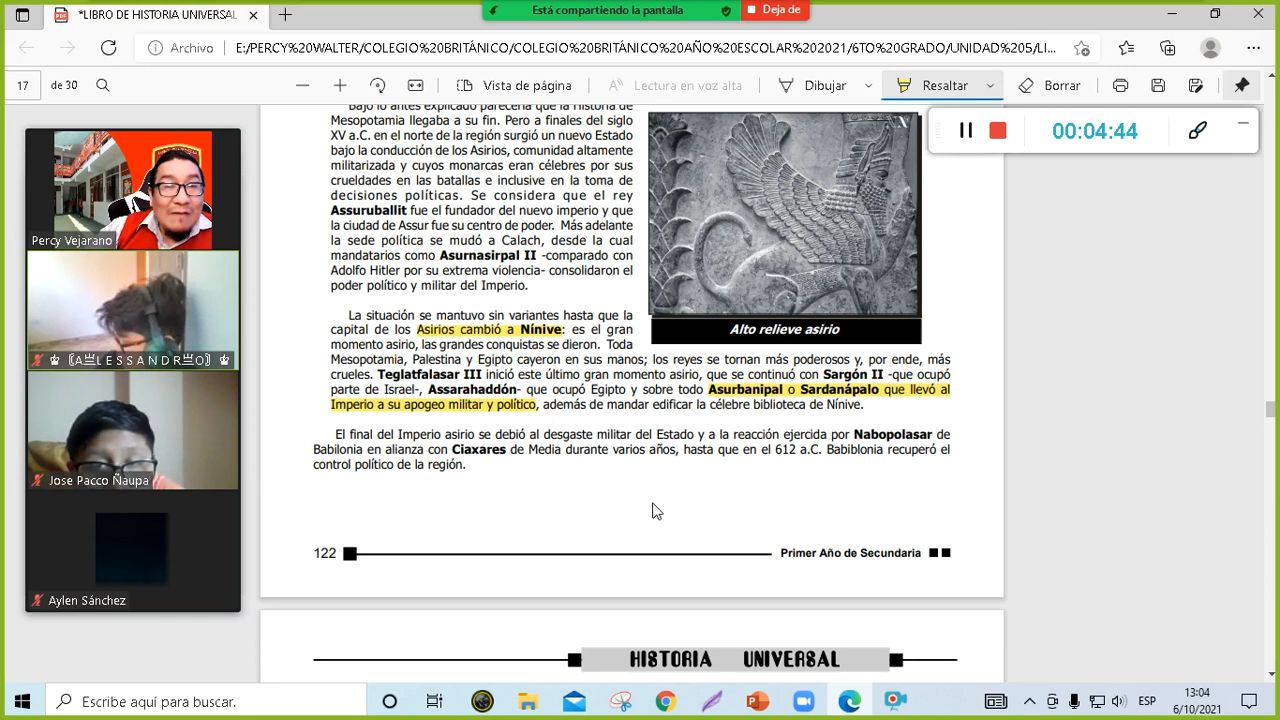 *LIBRO DE HISTORIA UNIVERSAL
Está compartiendo la pantalla
Deja de
Archivo
E:/PERCY%20WALTER/COLEGIO%20BRITÁNICO/COLEGIO%20BRITÁNICO%20AÑO%20ESCOLAR%202021/6TO%20GRADO/UNIDAD%205/LI...
17
de 30
Vista de página
Lectura en voz alta
Dibujar
Resaltar
Borrar
00:04:44
Percy Vejarano
Jose Pacco Ñaupa
Aylen Sánchez
Bajo lo antes explicado parecería que la Historia de
Mesopotamia llegaba a su fin. Pero a finales del siglo
XV a.C. en el norte de la región surgió un nuevo Estado
bajo la conducción de los Asirios, comunidad altamente
militarizada y cuyos monarcas eran célebres por sus
crueldades en las batallas e inclusive en la toma de
decisiones políticas. Se considera que el rey
Assuruballit fue el fundador del nuevo imperio y que
la ciudad de Assur fue su centro de poder. Más adelante
la sede política se mudó a Calach, desde la cual
mandatarios como Asurnasirpal II -comparado con
Adolfo Hitler por su extrema violencia- consolidaron el
poder político y militar del Imperio.
Alto relieve asirio
La situación se mantuvo sin variantes hasta que la
capital de los Asirios cambió a Nínive: es el gran
momento asirio, las grandes conquistas se dieron. Toda
Mesopotamia, Palestina y Egipto cayeron en sus manos; los reyes se tornan más poderosos y, por ende, más
crueles. Teglatfalasar III inició este último gran momento asirio, que se continuó con Sargón II -que ocupó
parte de Israel-, Assarahaddón- que ocupó Egipto y sobre todo Asurbanipal o Sardanápalo que llevó al
Imperio a su apogeo militar y político, además de mandar edificar la célebre biblioteca de Nínive.
El final del Imperio asirio se debió al desgaste militar del Estado y a la reacción ejercida por Nabopolasar de
Babilonia en alianza con Ciaxares de Media durante varios años, hasta que en el 612 a.C. Babiblonia recuperó el
control político de la región.
122
Primer Año de Secundaria
HISTORIA UNIVERSAL
Escribe aquí para buscar.
ESP
13:04
6/10/2021